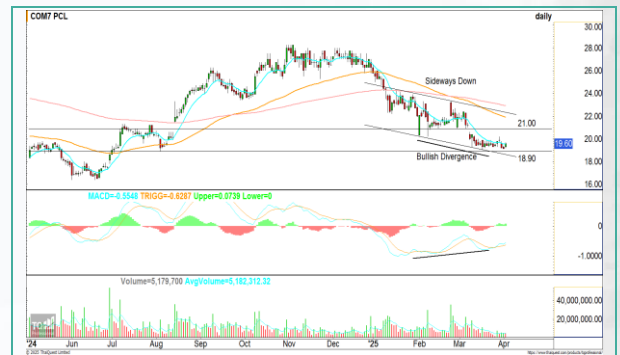 COM7 PCL daily
30.00
28.00
26.00
24.00
Sideways Down
22.00
21.00
20.00
19.60
18.90
18.00
Bullish Divergence
16.00
MACD=-0.5548 TRIGG=-0.6287 Upper=0.0739 Lower=0
0
-1.0000
Volume=5,179,700 AvgVolume=5,182,312.32
40,000,000.00
20,000,000.00
'24 Jun Jul Aug Sep Oct Nov Dec '25 Feb Mar Apr